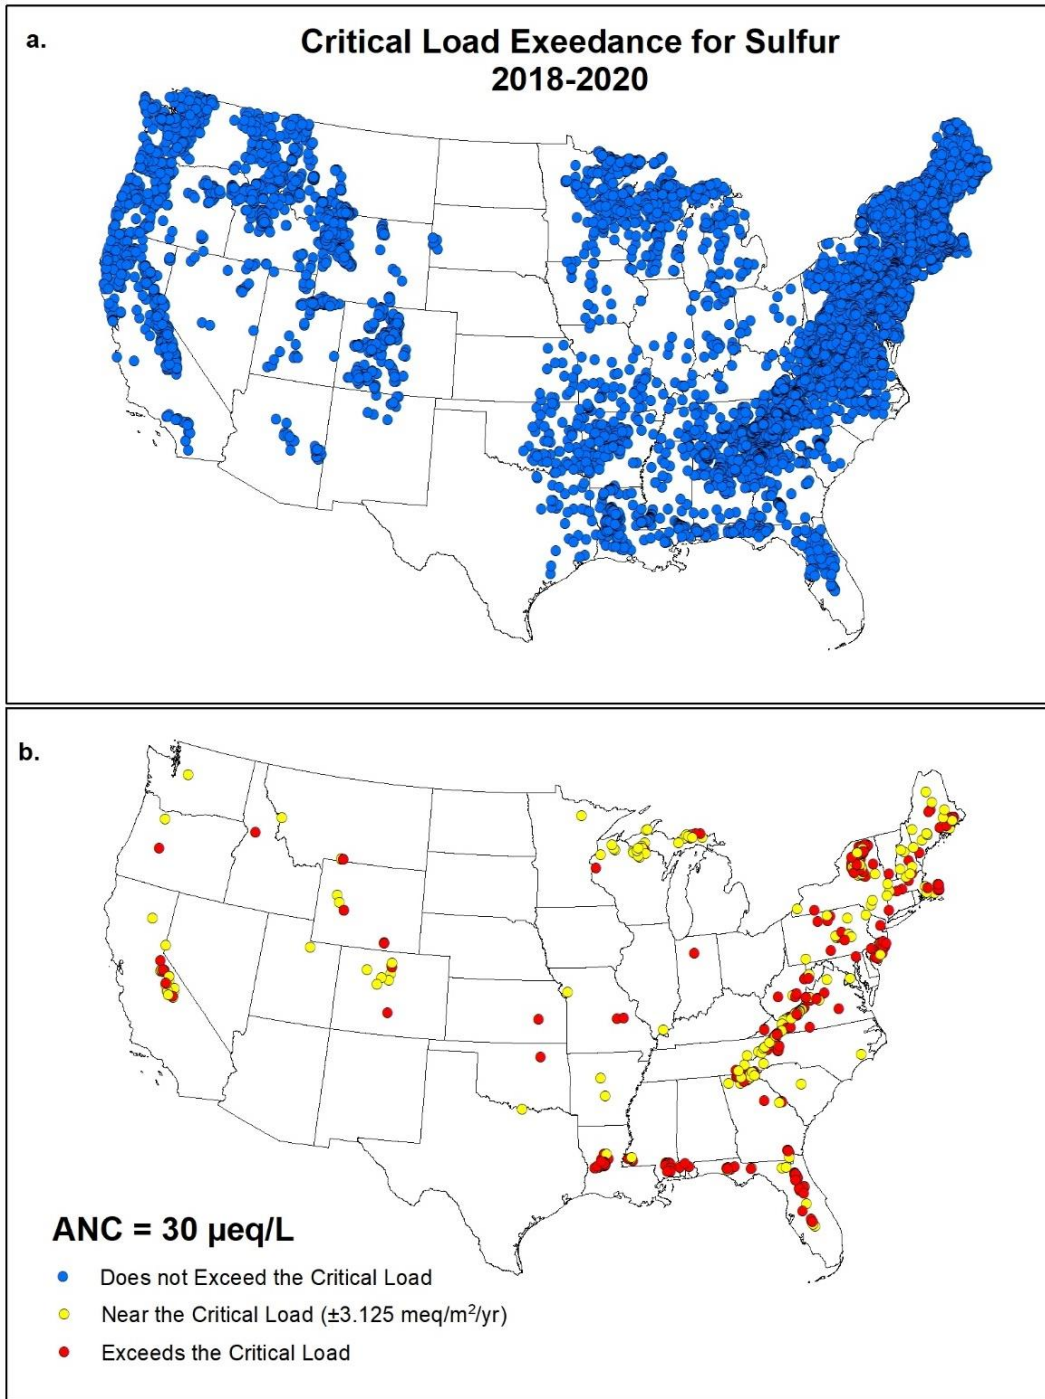 a.
Critical Load Exeedance for Sulfur
2018-2020
b.
ANC = 30 µeq/L
Does not Exceed the Critical Load
Near the Critical Load (±3.125 meq/m²/yr)
Exceeds the Critical Load